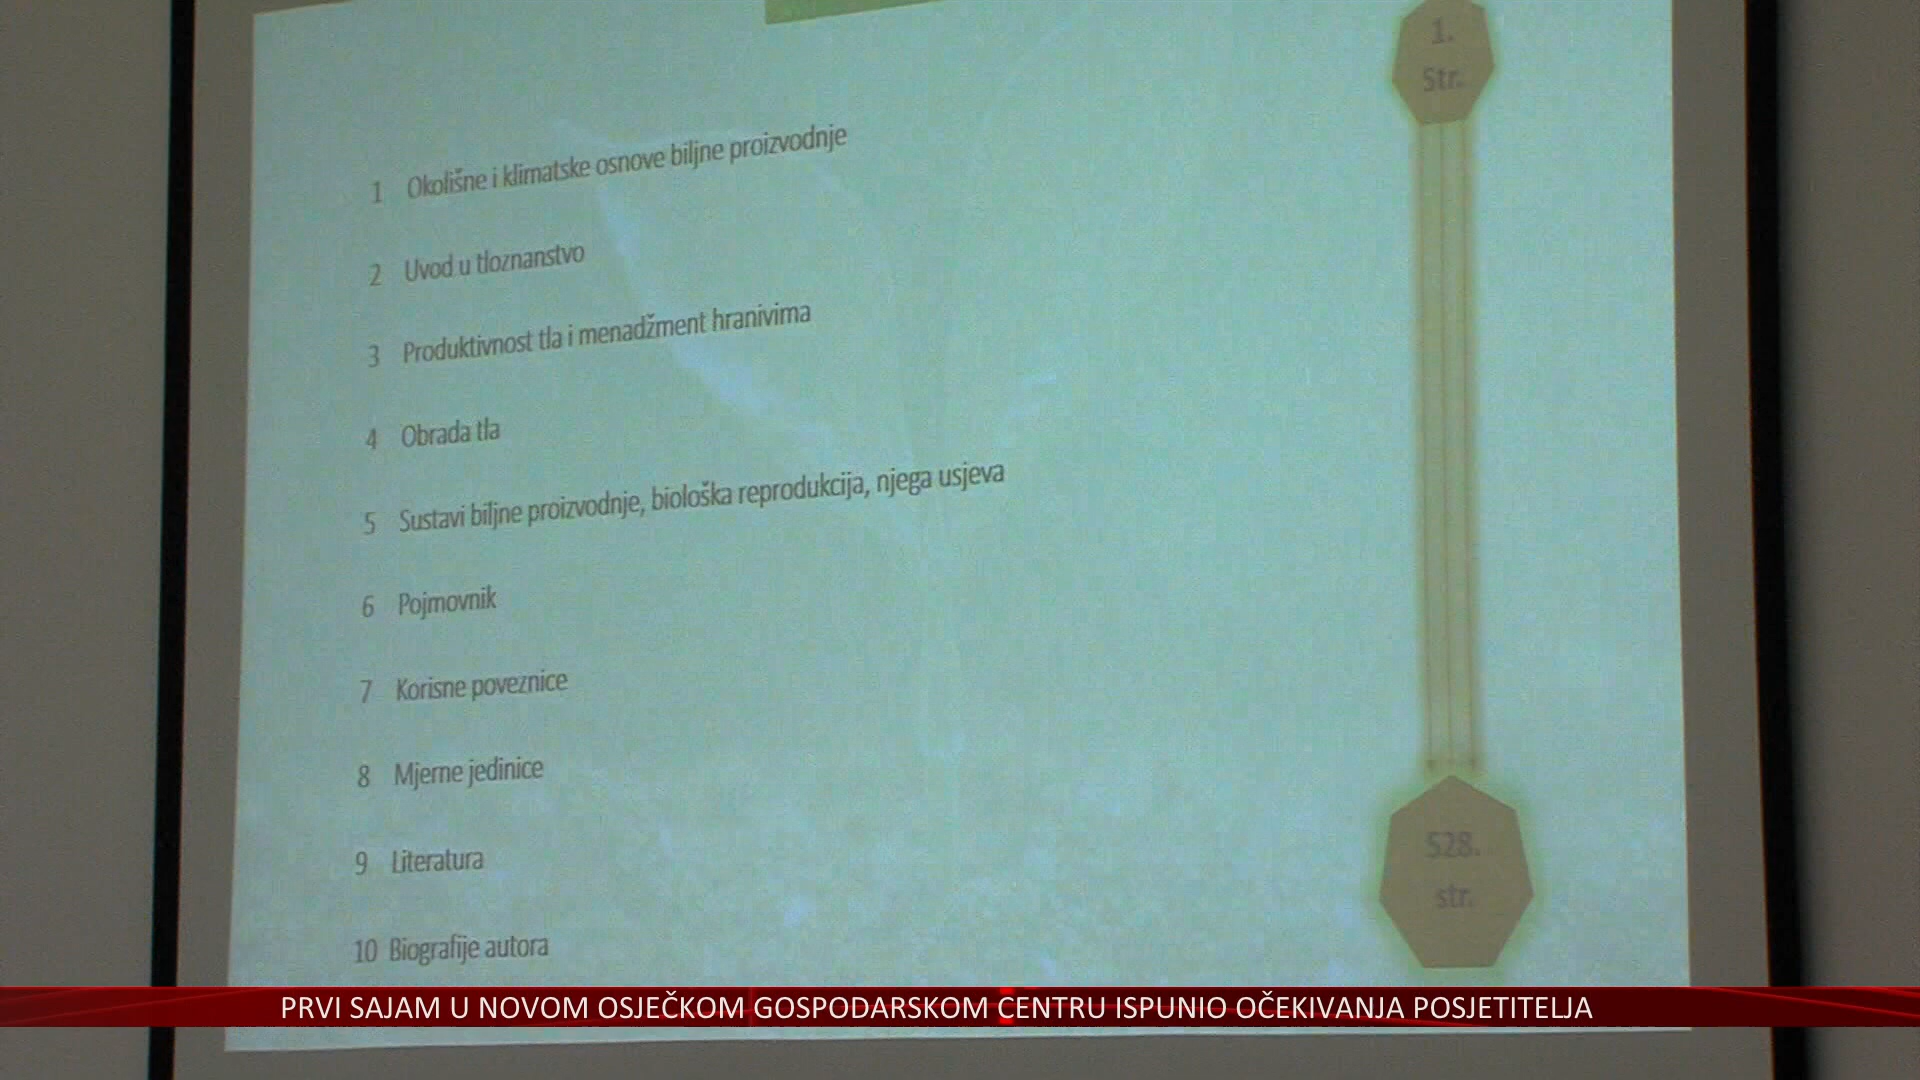 1.
Str.
1 Okolišne i klimatske osnove biljne proizvodnje
2 Uvod u tloznanstvo
3 Produktivnost tla i menadžment hranivima
4 Obrada tla
5 Sustavi biljne proizvodnje, biološka reprodukcija, njega usjeva
6 Pojmovnik
7 Korisne poveznice
8 Mjerne jedinice
9 Literatura
10 Biografije autora
528.
str.
PRVI SAJAM U NOVOM OSJEČKOM GOSPODARSKOM CENTRU ISPUNIO OČEKIVANJA POSJETITELJA